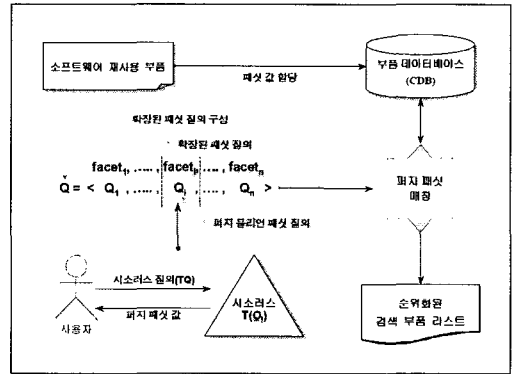 소프트웨어 재사용 부품
패싯 값 할당
부품 데이터베이스
(CDB)
확장된 패싯 질의 구성
확장된 패싯 질의
facet₁, ....., facetᵢ, ...., facetₙ
Q = < Q₁ , ....., Qᵢ , ...., Qₙ >
퍼지 패싯
매칭
퍼지 불리언 패싯 질의
시소러스 질의(TQ)
퍼지 패싯 값
사용자
시소러스
T(Qᵢ)
순위화된
검색 부품 리스트